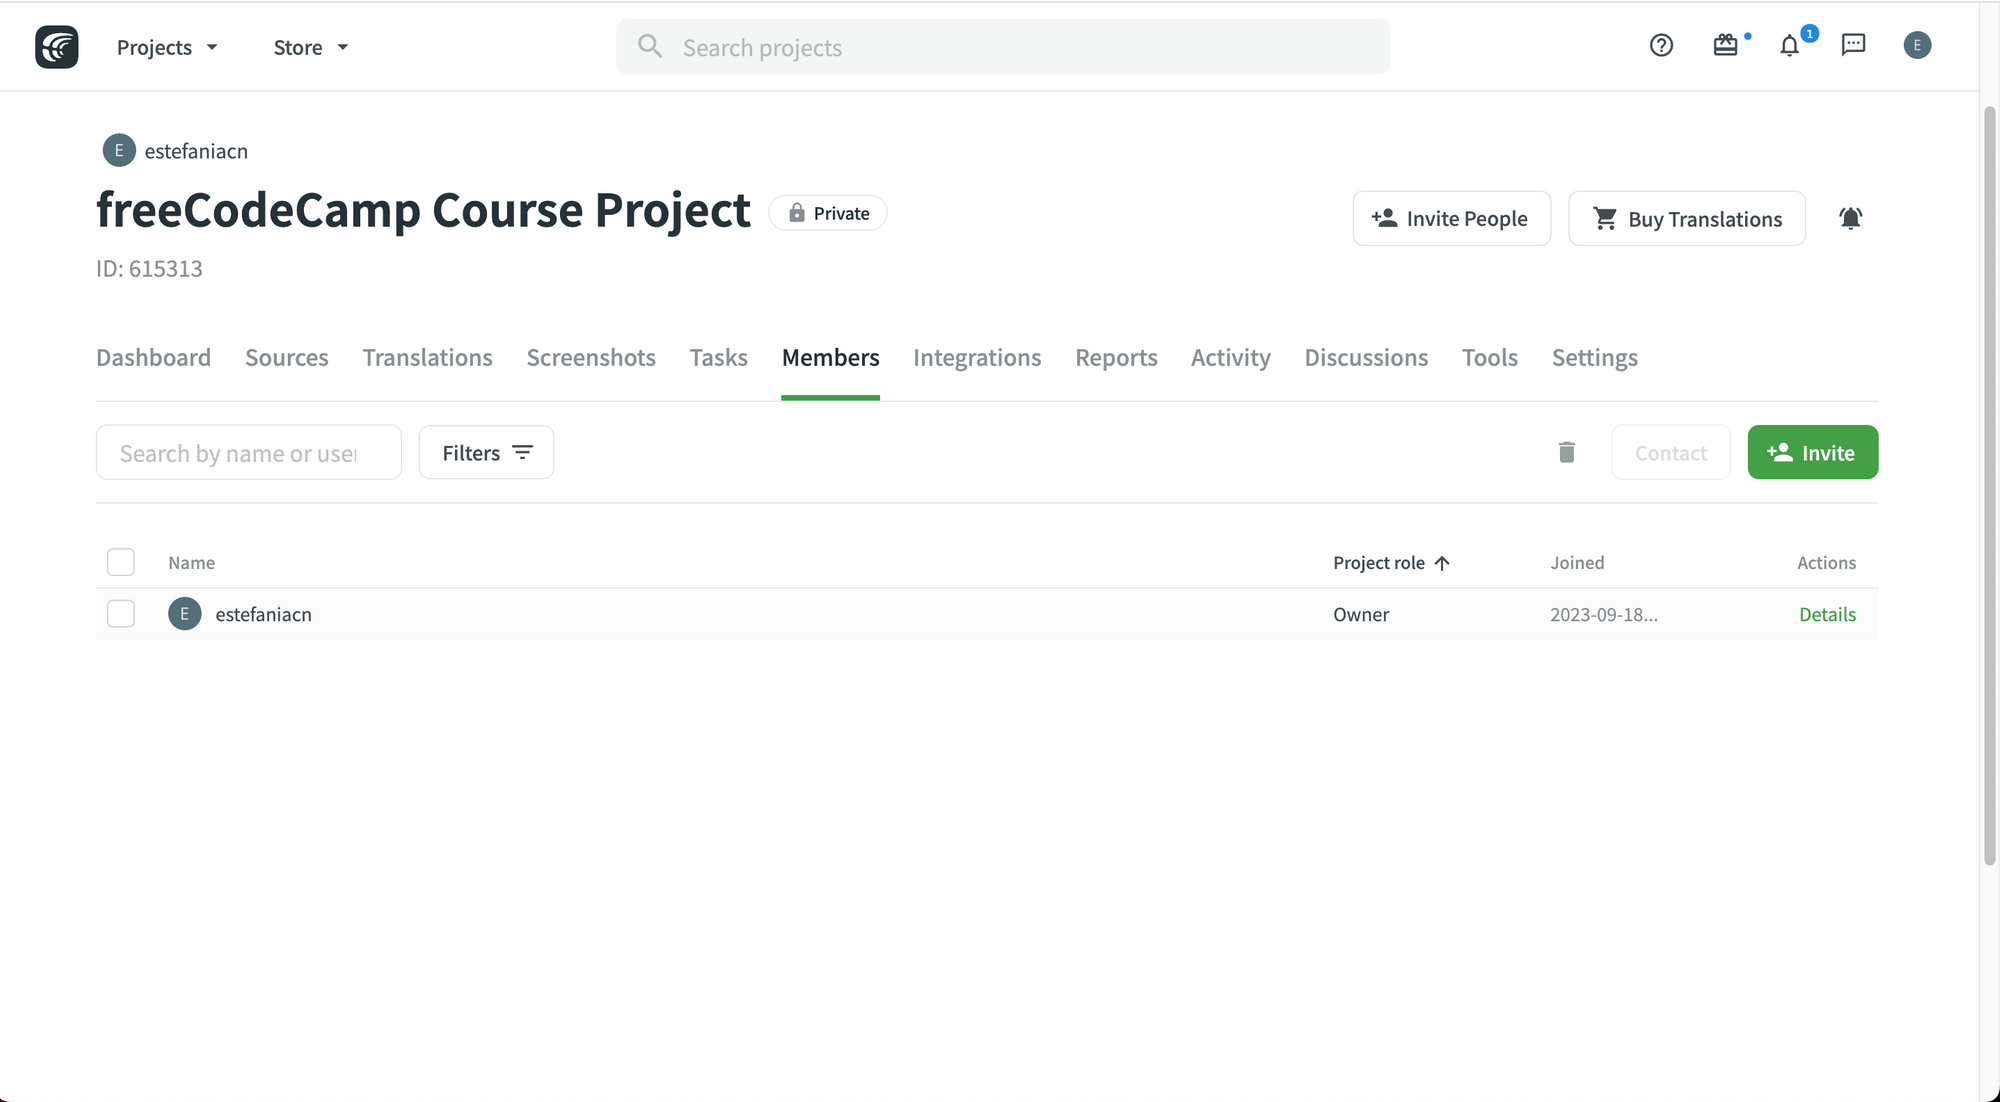 Projects
Store
Search projects
1
E
E
estefaniacn
freeCodeCamp Course Project
Private
ID: 615313
Invite People
Buy Translations
Dashboard
Sources
Translations
Screenshots
Tasks
Members
Integrations
Reports
Activity
Discussions
Tools
Settings
Search by name or user
Filters
Contact
Invite
Name
Project role
Joined
Actions
E
estefaniacn
Owner
2023-09-18...
Details